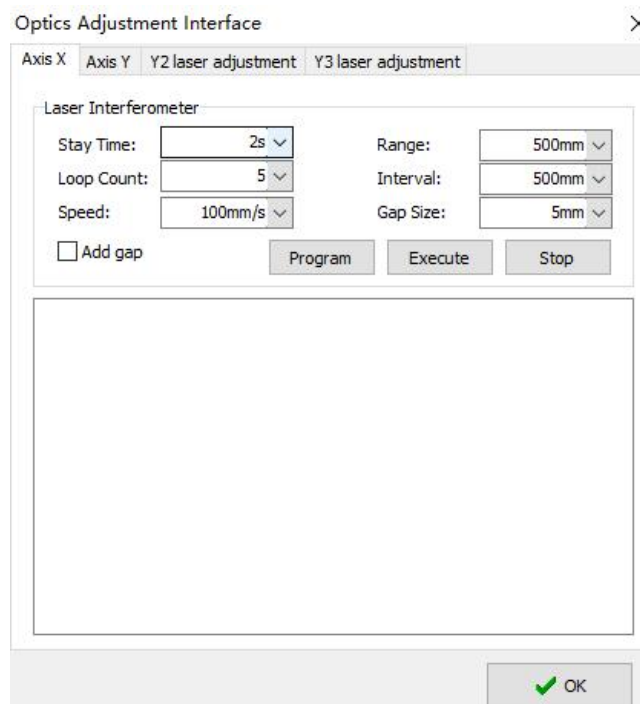 Optics Adjustment Interface
Axis X Axis Y Y2 laser adjustment Y3 laser adjustment
Laser Interferometer
Stay Time: 2s Range: 500mm
Loop Count: 5 Interval: 500mm
Speed: 100mm/s Gap Size: 5mm
Add gap Program Execute Stop
OK